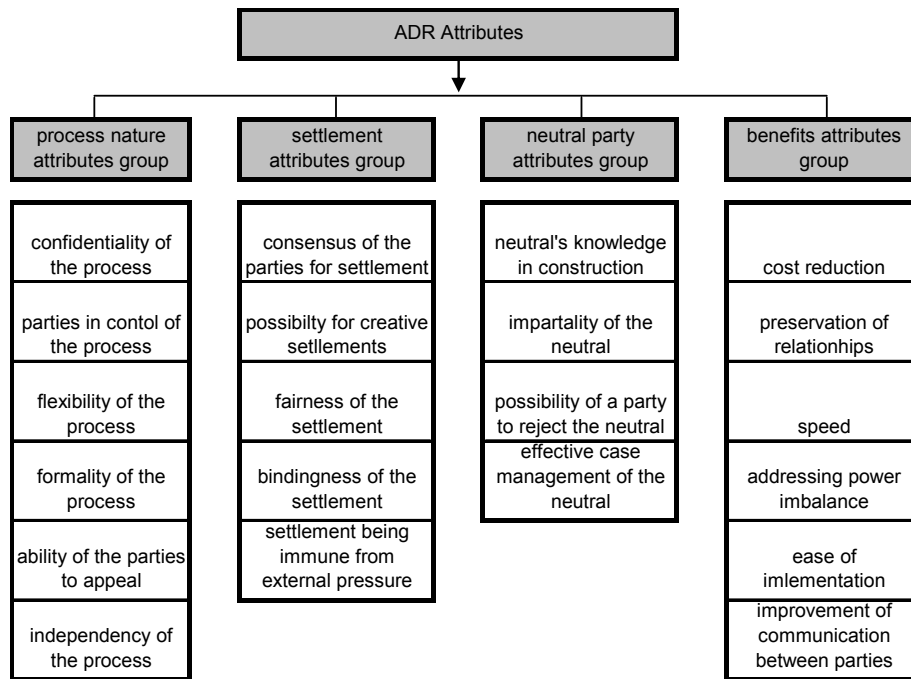 ADR Attributes
process nature
attributes group
settlement
attributes group
neutral party
attributes group
benefits attributes
group
confidentiality of
the process
parties in contol of
the process
flexibility of the
process
formality of the
process
ability of the parties
to appeal
independency of
the process
consensus of the
parties for settlement
possibilty for creative
setllements
fairness of the
settlement
bindingness of the
settlement
settlement being
immune from
external pressure
neutral's knowledge
in construction
impartality of the
neutral
possibility of a party
to reject the neutral
effective case
management of the
neutral
cost reduction
preservation of
relationships
speed
addressing power
imbalance
ease of
imlementation
improvement of
communication
between parties